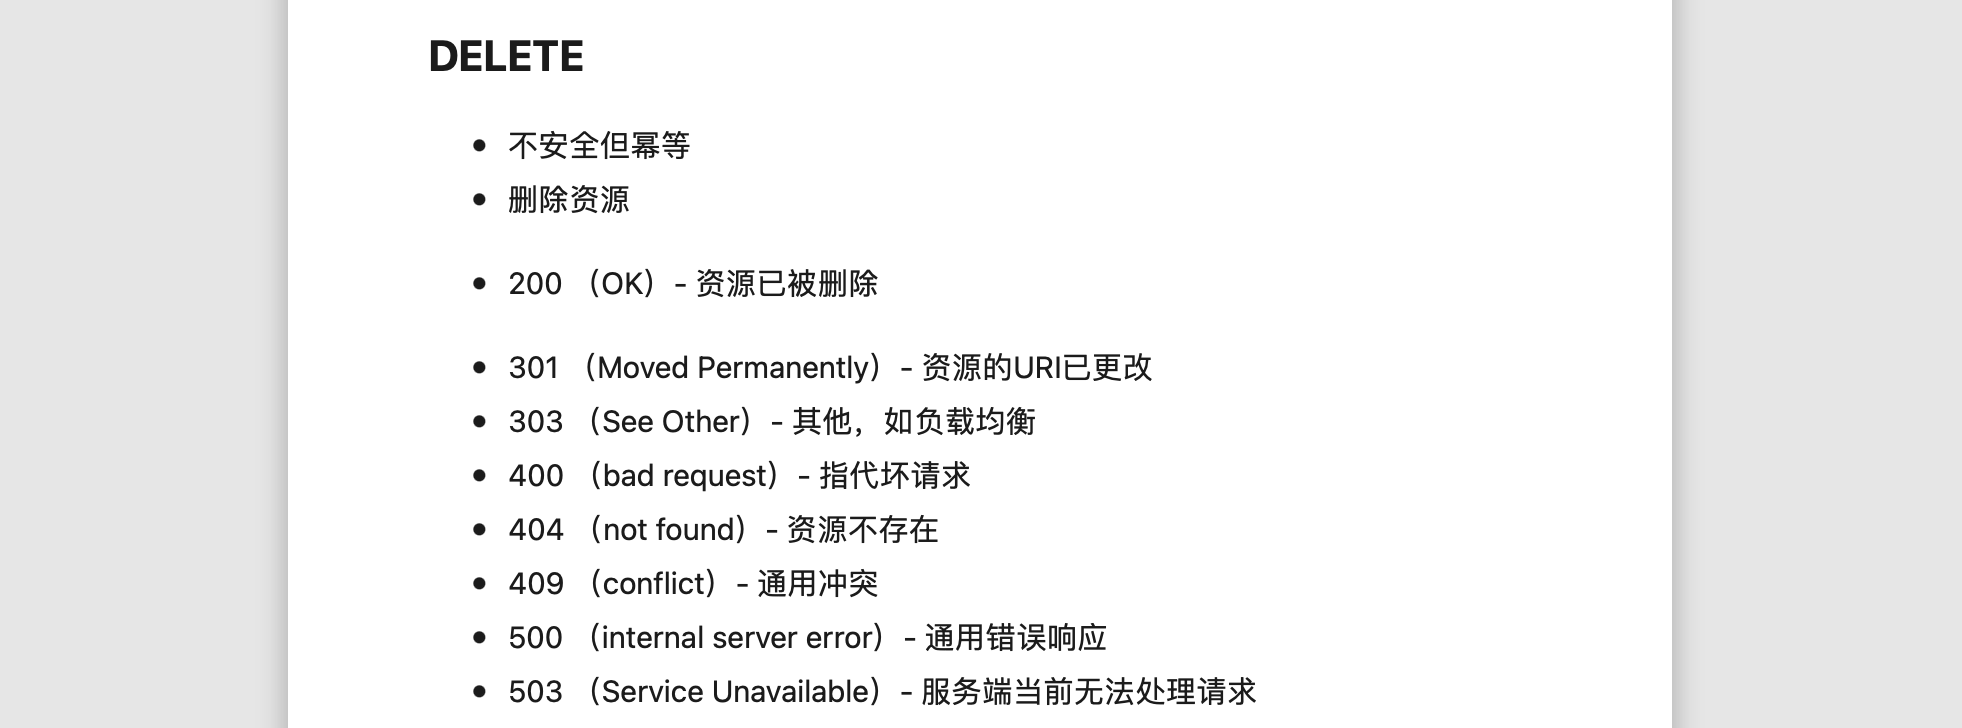 DELETE
不安全但幂等
删除资源
200 （OK）- 资源已被删除
301 （Moved Permanently）- 资源的URI已更改
303 （See Other）- 其他，如负载均衡
400 （bad request）- 指代坏请求
404 （not found）- 资源不存在
409 （conflict）- 通用冲突
500 （internal server error）- 通用错误响应
503 （Service Unavailable）- 服务端当前无法处理请求